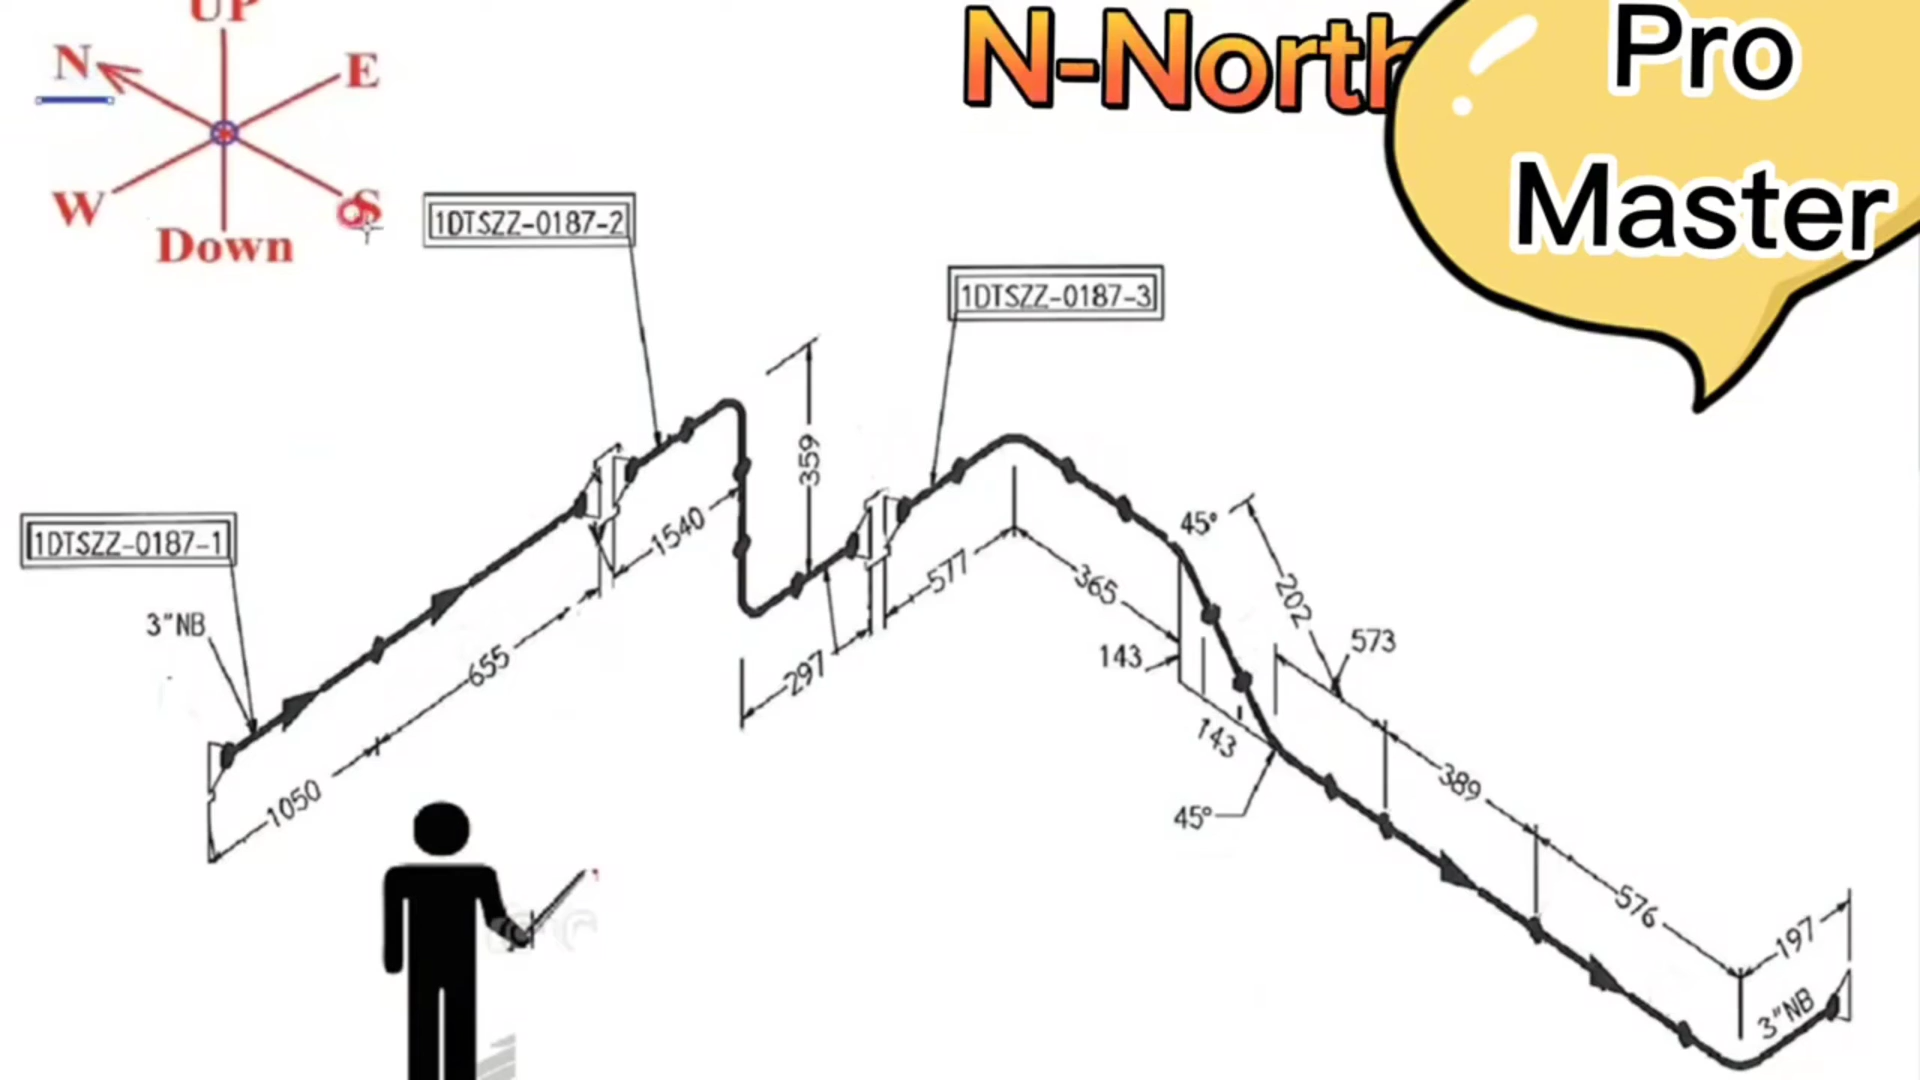 UP
N
E
W
S
Down
N-North
Pro
Master
1DTSZZ-0187-2
1DTSZZ-0187-3
1DTSZZ-0187-1
3"NB
359
1540
655
1050
297
577
365
45°
202
143
573
143
45°
389
576
197
3"NB